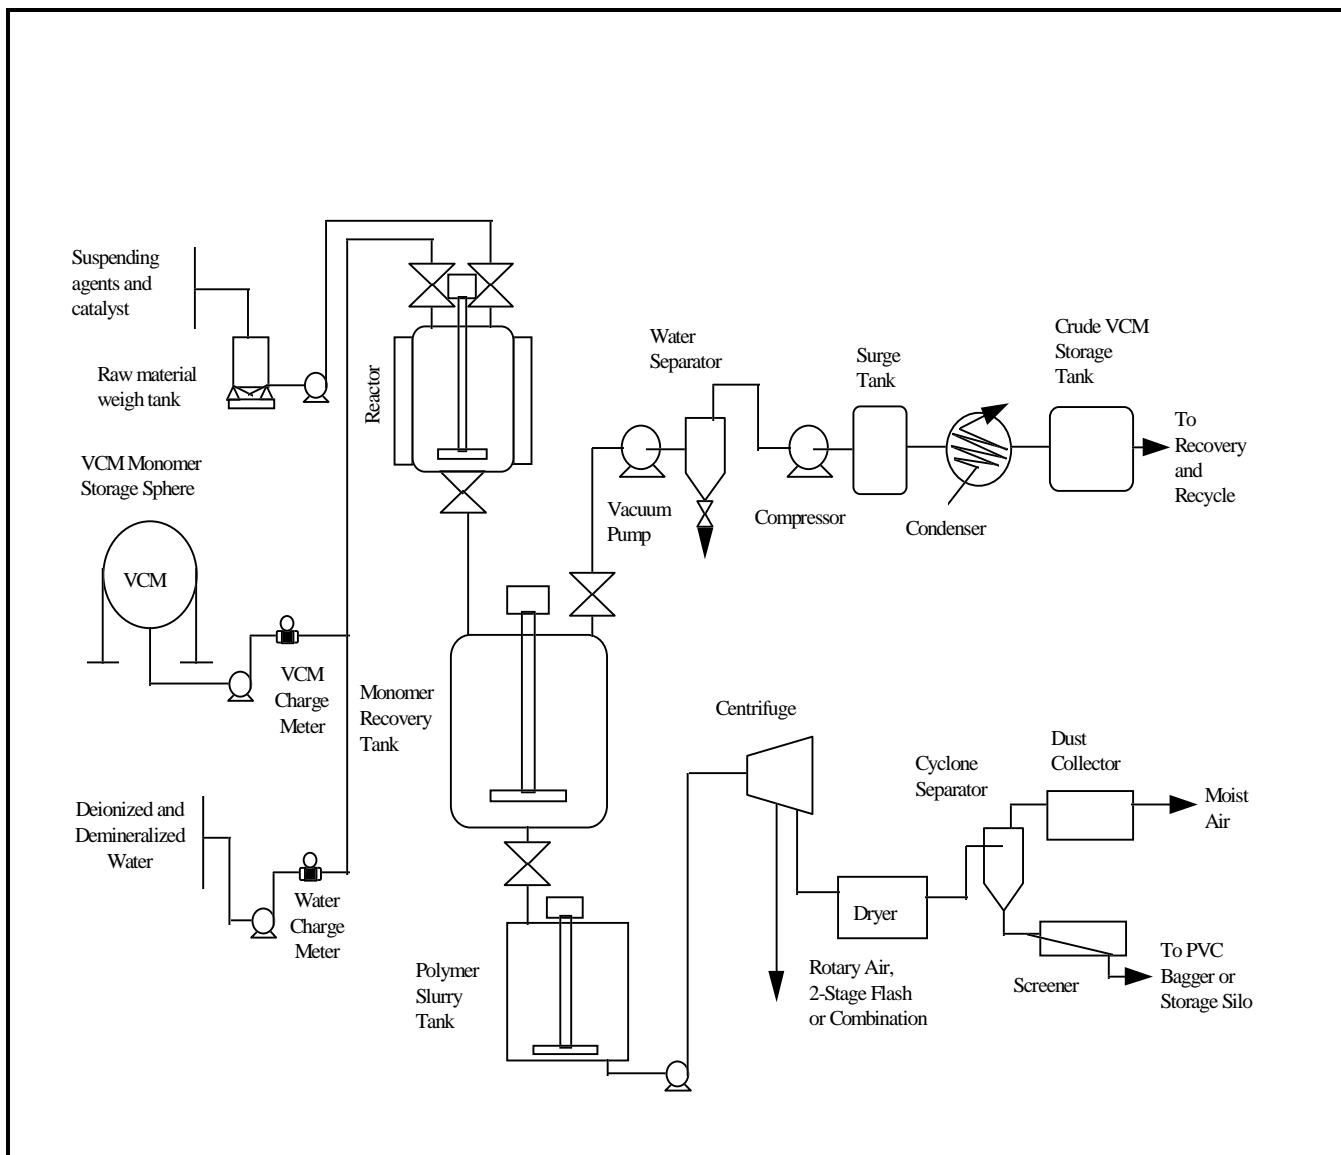 Suspending
agents and
catalyst
Raw material
weigh tank
Reactor
VCM Monomer
Storage Sphere
VCM
VCM
Charge
Meter
Monomer
Recovery
Tank
Deionized and
Demineralized
Water
Water
Charge
Meter
Polymer
Slurry
Tank
Water
Separator
Vacuum
Pump
Compressor
Surge
Tank
Condenser
Crude VCM
Storage
Tank
To
Recovery
and
Recycle
Centrifuge
Rotary Air,
2-Stage Flash
or Combination
Dryer
Cyclone
Separator
Dust
Collector
Moist
Air
Screener
To PVC
Bagger or
Storage Silo